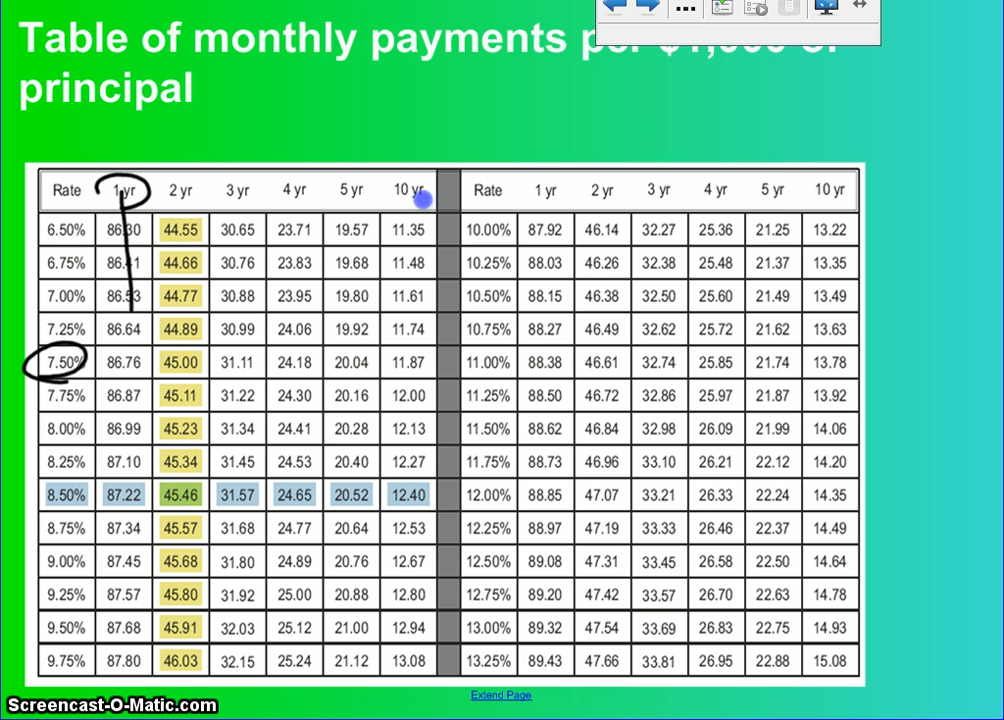 Table of monthly payments
principal
Rate 1 yr 2 yr 3 yr 4 yr 5 yr 10 yr Rate 1 yr 2 yr 3 yr 4 yr 5 yr 10 yr
6.50% 86.30 44.55 30.65 23.71 19.57 11.35 10.00% 87.92 46.14 32.27 25.36 21.25 13.22
6.75% 86.41 44.66 30.76 23.83 19.68 11.48 10.25% 88.03 46.26 32.38 25.48 21.37 13.35
7.00% 86.53 44.77 30.88 23.95 19.80 11.61 10.50% 88.15 46.38 32.50 25.60 21.49 13.49
7.25% 86.64 44.89 30.99 24.06 19.92 11.74 10.75% 88.27 46.49 32.62 25.72 21.62 13.63
7.50% 86.76 45.00 31.11 24.18 20.04 11.87 11.00% 88.38 46.61 32.74 25.85 21.74 13.78
7.75% 86.87 45.11 31.22 24.30 20.16 12.00 11.25% 88.50 46.72 32.86 25.97 21.87 13.92
8.00% 86.99 45.23 31.34 24.41 20.28 12.13 11.50% 88.62 46.84 32.98 26.09 21.99 14.06
8.25% 87.10 45.34 31.45 24.53 20.40 12.27 11.75% 88.73 46.96 33.10 26.21 22.12 14.20
8.50% 87.22 45.46 31.57 24.65 20.52 12.40 12.00% 88.85 47.07 33.21 26.33 22.24 14.35
8.75% 87.34 45.57 31.68 24.77 20.64 12.53 12.25% 88.97 47.19 33.33 26.46 22.37 14.49
9.00% 87.45 45.68 31.80 24.89 20.76 12.67 12.50% 89.08 47.31 33.45 26.58 22.50 14.64
9.25% 87.57 45.80 31.92 25.00 20.88 12.80 12.75% 89.20 47.42 33.57 26.70 22.63 14.78
9.50% 87.68 45.91 32.03 25.12 21.00 12.94 13.00% 89.32 47.54 33.69 26.83 22.75 14.93
9.75% 87.80 46.03 32.15 25.24 21.12 13.08 13.25% 89.43 47.66 33.81 26.95 22.88 15.08
Extend Page
Screencast-O-Matic.com